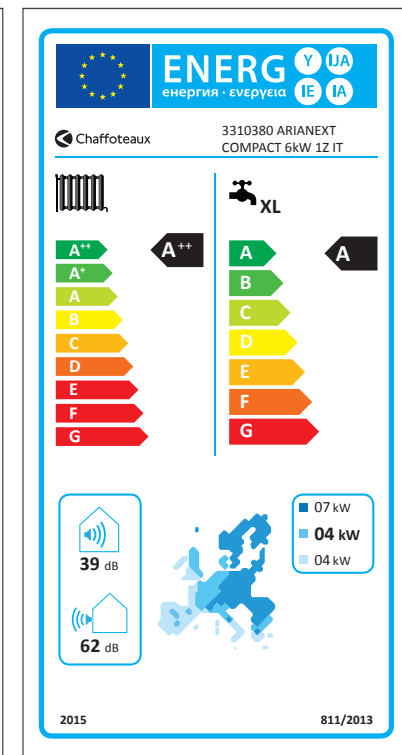 ENERG Y IJA
енергия · ενεργεια IE IA
Chaffoteaux
3310380 ARIANEXT
COMPACT 6kW 1Z IT
XL
A++ A++
A+
A
B
C
D
E
F
G
A A
B
C
D
E
F
G
39 dB
62 dB
07 kW
04 kW
04 kW
2015 811/2013